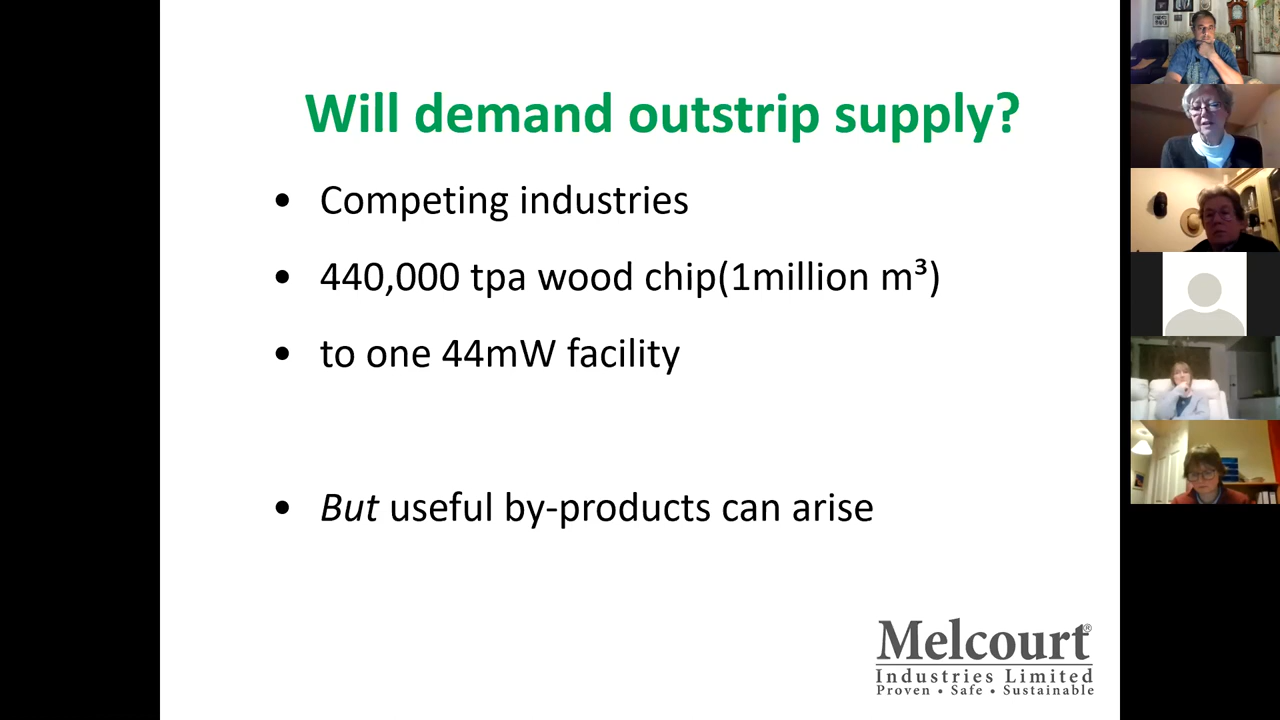 Will demand outstrip supply?
• Competing industries
• 440,000 tpa wood chip(1million m³)
• to one 44mW facility
• But useful by-products can arise
Melcourt®
Industries Limited
Proven • Safe • Sustainable